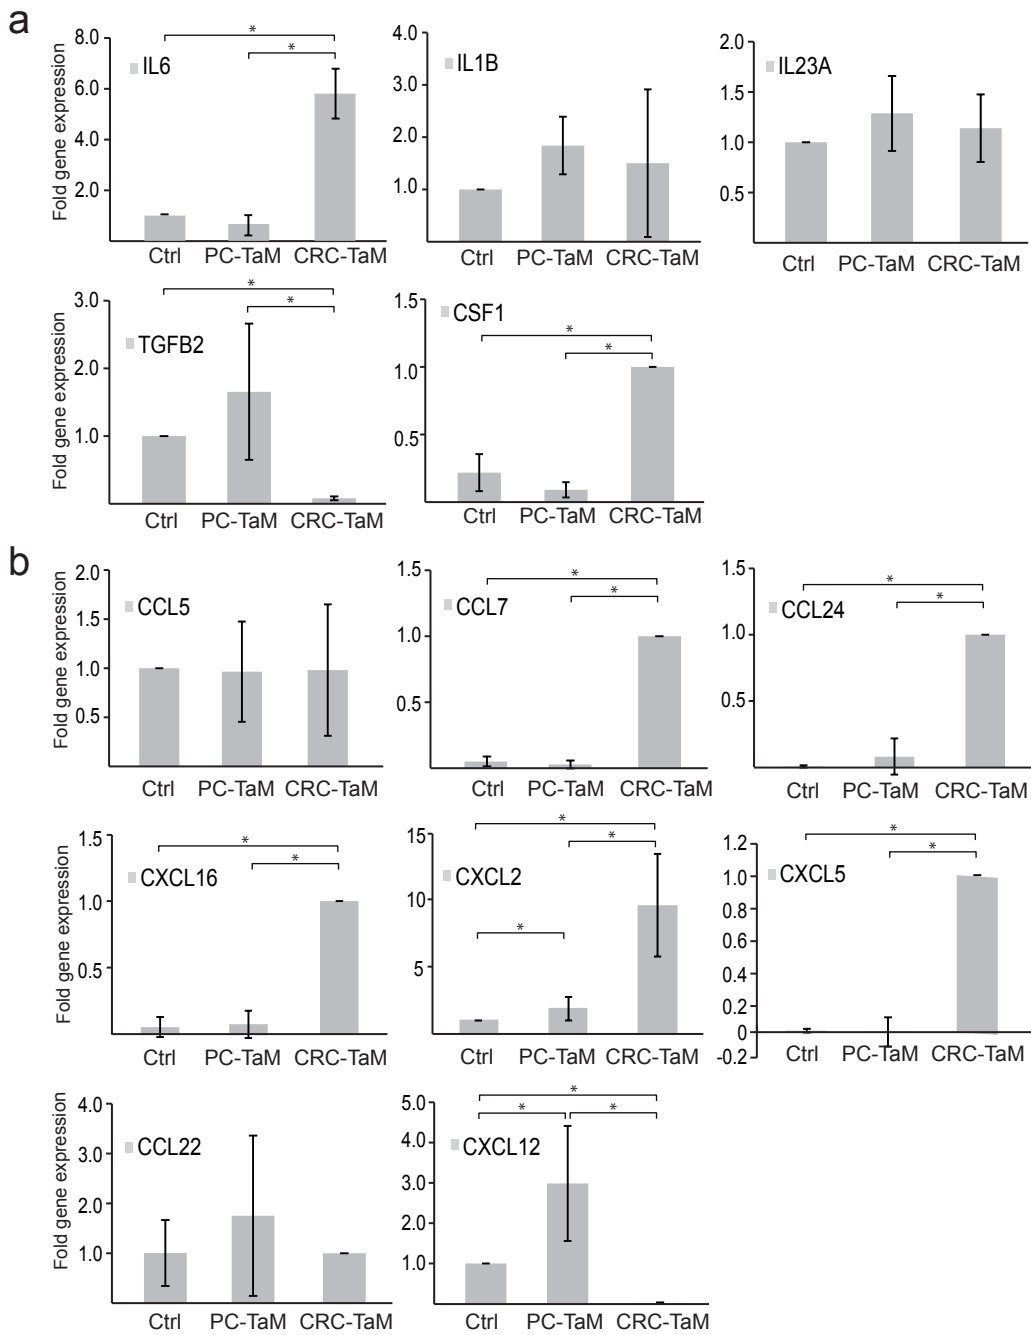 a
Fold gene expression
8.0
6.0
4.0
2.0
IL6
*
*
Ctrl PC-TaM CRC-TaM
4.0
3.0
2.0
1.0
IL1B
Ctrl PC-TaM CRC-TaM
2.0
1.5
1.0
0.5
IL23A
Ctrl PC-TaM CRC-TaM
Fold gene expression
3.0
2.0
1.0
TGFB2
*
*
Ctrl PC-TaM CRC-TaM
1.5
1.0
0.5
CSF1
*
*
Ctrl PC-TaM CRC-TaM
b
Fold gene expression
2.0
1.5
1.0
0.5
CCL5
Ctrl PC-TaM CRC-TaM
1.5
1.0
0.5
CCL7
*
*
Ctrl PC-TaM CRC-TaM
1.5
1.0
0.5
CCL24
*
*
Ctrl PC-TaM CRC-TaM
Fold gene expression
1.5
1.0
0.5
CXCL16
*
*
Ctrl PC-TaM CRC-TaM
15
10
5
CXCL2
*
*
*
Ctrl PC-TaM CRC-TaM
1.2
1.0
0.8
0.6
0.4
0.2
0
-0.2
CXCL5
*
*
Ctrl PC-TaM CRC-TaM
Fold gene expression
4.0
3.0
2.0
1.0
CCL22
Ctrl PC-TaM CRC-TaM
5.0
4.0
3.0
2.0
1.0
CXCL12
*
*
*
Ctrl PC-TaM CRC-TaM